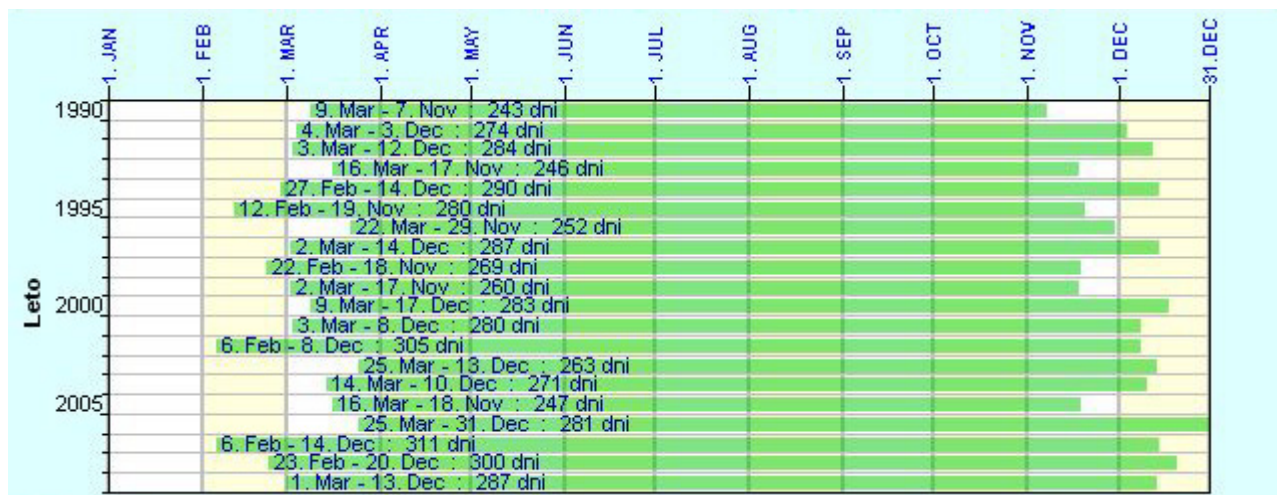 1. JAN
1. FEB
1. MAR
1. APR
1. MAY
1. JUN
1. JUL
1. AUG
1. SEP
1. OCT
1. NOV
1. DEC
31.DEC
Leto
1990
9. Mar - 7. Nov : 243 dni
4. Mar - 3. Dec : 274 dni
3. Mar - 12. Dec : 284 dni
16. Mar - 17. Nov : 246 dni
27. Feb - 14. Dec : 290 dni
1995
12. Feb - 19. Nov : 280 dni
22. Mar - 29. Nov : 252 dni
2. Mar - 14. Dec : 287 dni
22. Feb - 18. Nov : 269 dni
2. Mar - 17. Nov : 260 dni
2000
9. Mar - 17. Dec : 283 dni
3. Mar - 8. Dec : 280 dni
6. Feb - 8. Dec : 305 dni
25. Mar - 13. Dec : 263 dni
14. Mar - 10. Dec : 271 dni
2005
16. Mar - 18. Nov : 247 dni
25. Mar - 31. Dec : 281 dni
6. Feb - 14. Dec : 311 dni
23. Feb - 20. Dec : 300 dni
1. Mar - 13. Dec : 287 dni